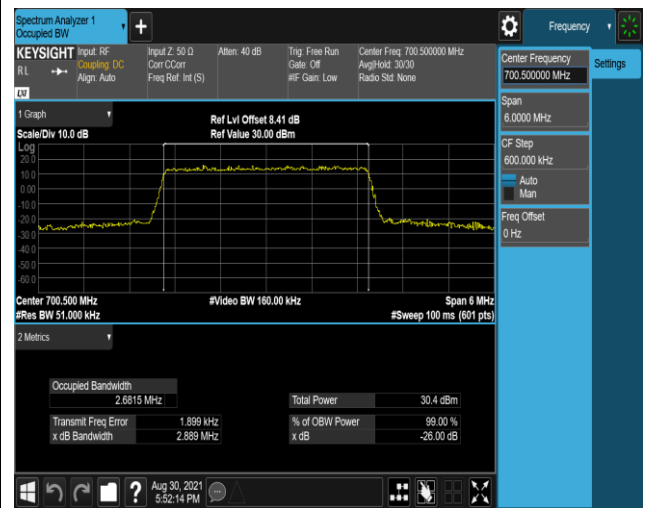 Spectrum Analyzer 1
Occupied BW
Frequency
KEYSIGHT
RL
LXI
Input: RF
Coupling: DC
Align: Auto
Input Z: 50 Ω
Corr CCorr
Freq Ref: Int (S)
Atten: 40 dB
Trig: Free Run
Gate: Off
#IF Gain: Low
Center Freq: 700.500000 MHz
Avg|Hold: 30/30
Radio Std: None
Center Frequency
700.500000 MHz
Settings
Span
6.0000 MHz
CF Step
600.000 kHz
Auto
Man
Freq Offset
0 Hz
1 Graph
Scale/Div 10.0 dB
Ref Lvl Offset 8.41 dB
Ref Value 30.00 dBm
Log
20.0
10.0
0.00
-10.0
-20.0
-30.0
-40.0
-50.0
-60.0
Center 700.500 MHz
#Video BW 160.00 kHz
Span 6 MHz
#Res BW 51.000 kHz
#Sweep 100 ms (601 pts)
2 Metrics
Occupied Bandwidth
2.6815 MHz
Total Power 30.4 dBm
Transmit Freq Error 1.899 kHz
% of OBW Power 99.00 %
x dB Bandwidth 2.889 MHz
x dB -26.00 dB
?
Aug 30, 2021
5:52:14 PM